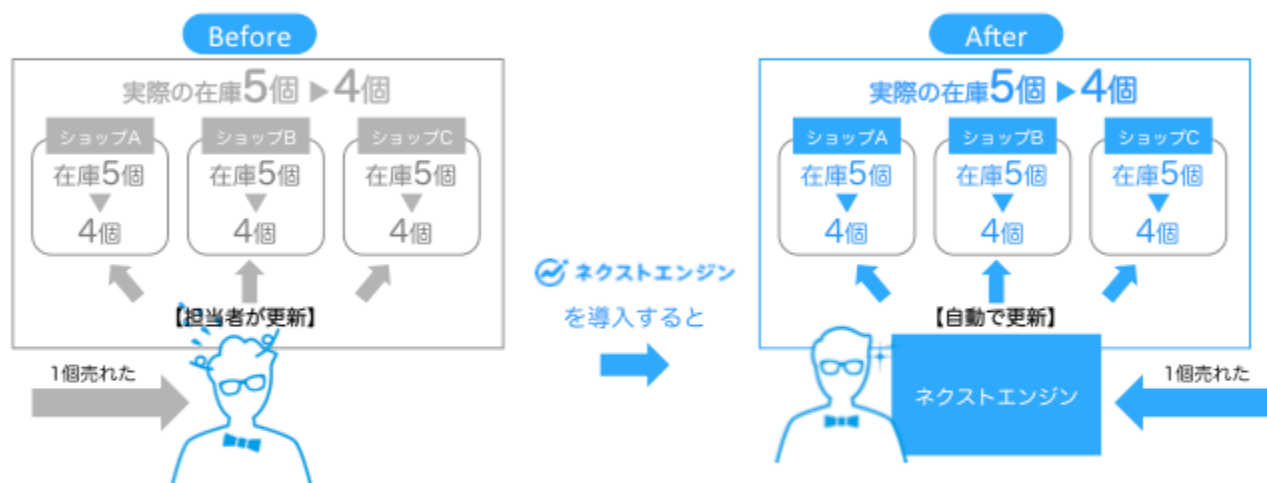 Before
実際の在庫5個▶4個
ショップA
在庫5個
▼
4個
ショップB
在庫5個
▼
4個
ショップC
在庫5個
▼
4個
【担当者が更新】
1個売れた
ネクストエンジン
を導入すると
After
実際の在庫5個▶4個
ショップA
在庫5個
▼
4個
ショップB
在庫5個
▼
4個
ショップC
在庫5個
▼
4個
【自動で更新】
ネクストエンジン
1個売れた